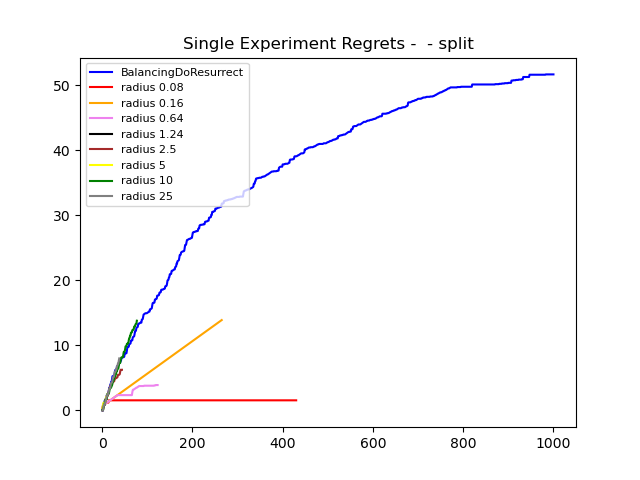 Single Experiment Regrets -  - split
BalancingDoResurrect
radius 0.08
radius 0.16
radius 0.64
radius 1.24
radius 2.5
radius 5
radius 10
radius 25
50
40
30
20
10
0
0 200 400 600 800 1000